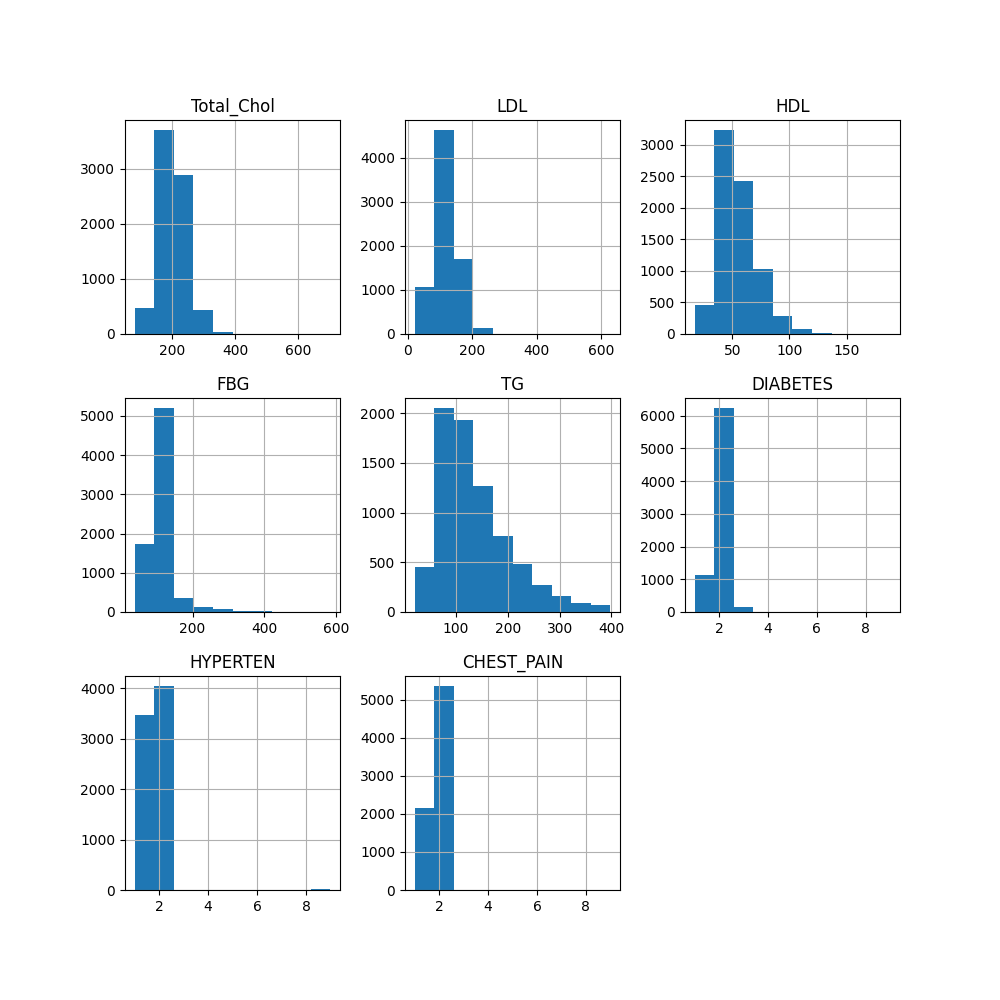 Total_Chol LDL HDL
3000 4000 3000
2500
2000 3000 2000
2000 1500
1000 1000 1000
500
0 0 0
200 400 600 0 200 400 600 50 100 150
FBG TG DIABETES
5000 2000 6000
4000 1500 5000
3000 1000 4000
2000 3000
1000 500 2000
1000
0 0 0
200 400 600 100 200 300 400 2 4 6 8
HYPERTEN CHEST_PAIN
4000 5000
3000 4000
2000 3000
1000 2000
1000
0 0
2 4 6 8 2 4 6 8